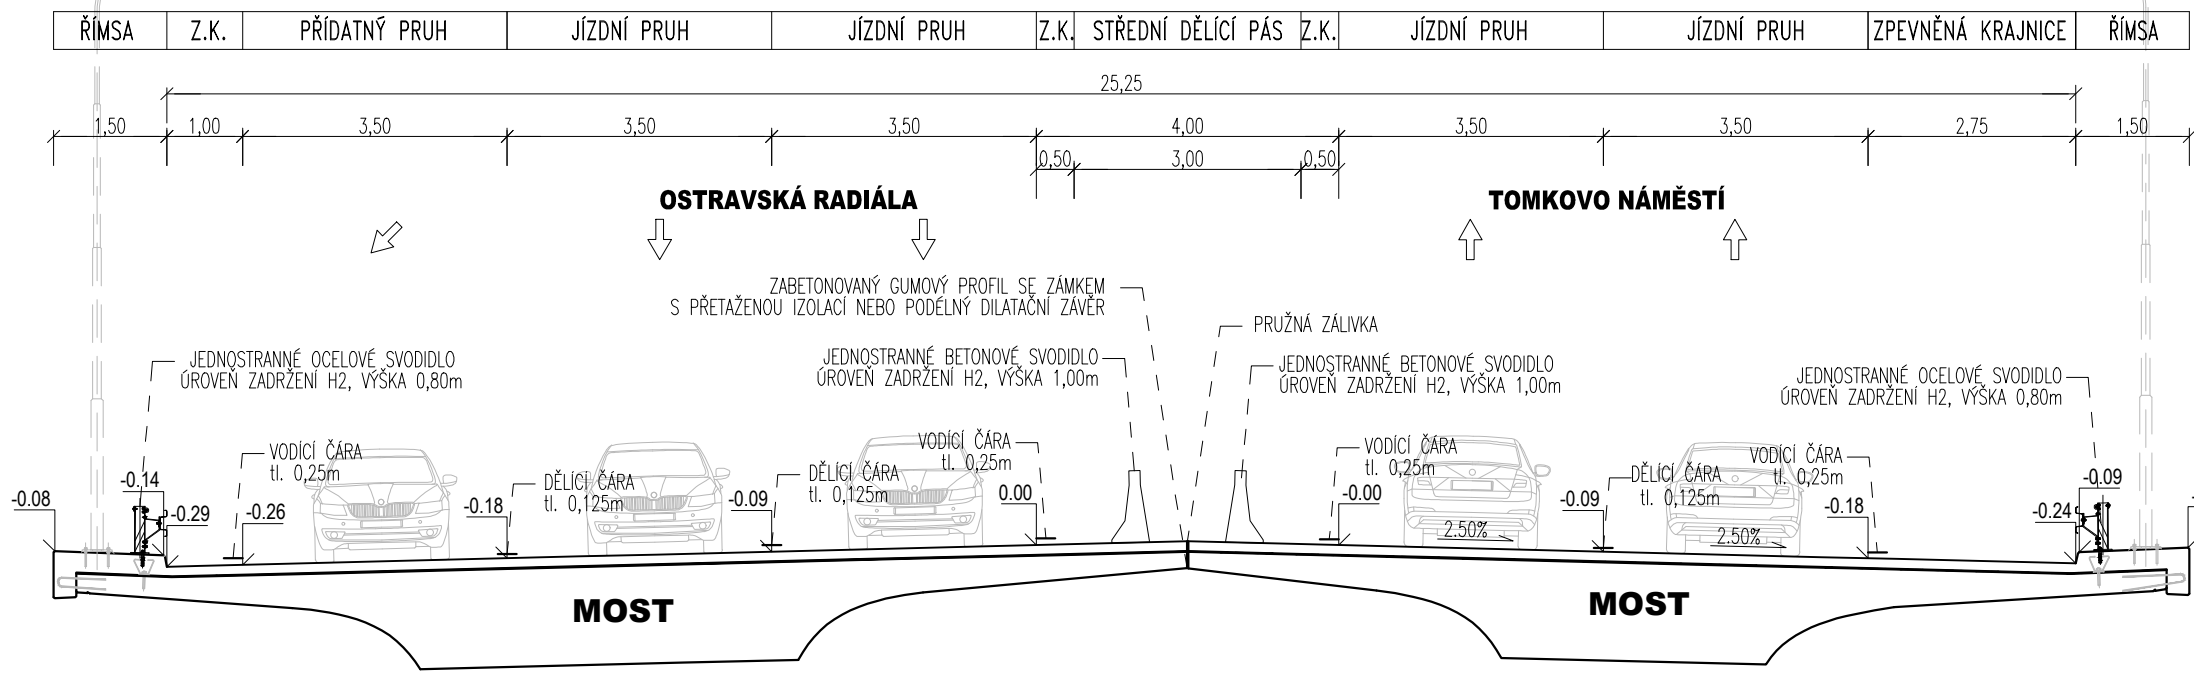 ŘÍMSA Z.K. PŘÍDATNÝ PRUH JÍZDNÍ PRUH JÍZDNÍ PRUH Z.K. STŘEDNÍ DĚLÍCÍ PÁS Z.K. JÍZDNÍ PRUH JÍZDNÍ PRUH ZPEVNĚNÁ KRAJNICE ŘÍMSA
25,25
1,50 1,00 3,50 3,50 3,50 4,00 3,50 3,50 2,75 1,50
0,50 3,00 0,50
OSTRAVSKÁ RADIÁLA
TOMKOVO NÁMĚSTÍ
ZABETONOVANÝ GUMOVÝ PROFIL SE ZÁMKEM
S PŘETAŽENOU IZOLACÍ NEBO PODÉLNÝ DILATAČNÍ ZÁVĚR
PRUŽNÁ ZÁLIVKA
JEDNOSTRANNÉ OCELOVÉ SVODIDLO
ÚROVEŇ ZADRŽENÍ H2, VÝŠKA 0,80m
JEDNOSTRANNÉ BETONOVÉ SVODIDLO
ÚROVEŇ ZADRŽENÍ H2, VÝŠKA 1,00m
JEDNOSTRANNÉ BETONOVÉ SVODIDLO
ÚROVEŇ ZADRŽENÍ H2, VÝŠKA 1,00m
JEDNOSTRANNÉ OCELOVÉ SVODIDLO
ÚROVEŇ ZADRŽENÍ H2, VÝŠKA 0,80m
VODÍCÍ ČÁRA
tl. 0,25m
DĚLÍCÍ ČÁRA
tl. 0,125m
DĚLÍCÍ ČÁRA
tl. 0,125m
VODÍCÍ ČÁRA
tl. 0,25m
VODÍCÍ ČÁRA
tl. 0,25m
DĚLÍCÍ ČÁRA
tl. 0,125m
VODÍCÍ ČÁRA
tl. 0,25m
-0.08 -0.14 -0.29 -0.26 -0.18 -0.09 0.00 -0.00 -0.09 -0.18 -0.24 -0.09
2.50% 2.50%
MOST MOST